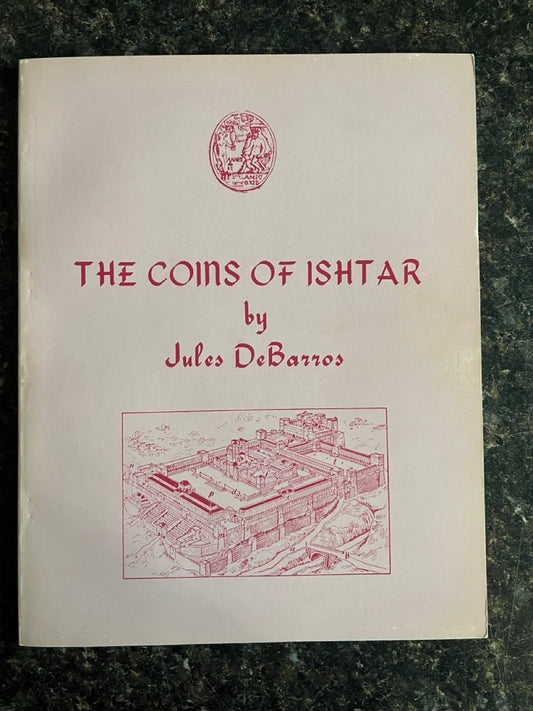 THE COINS OF ISHTAR
by
Jules DeBarros